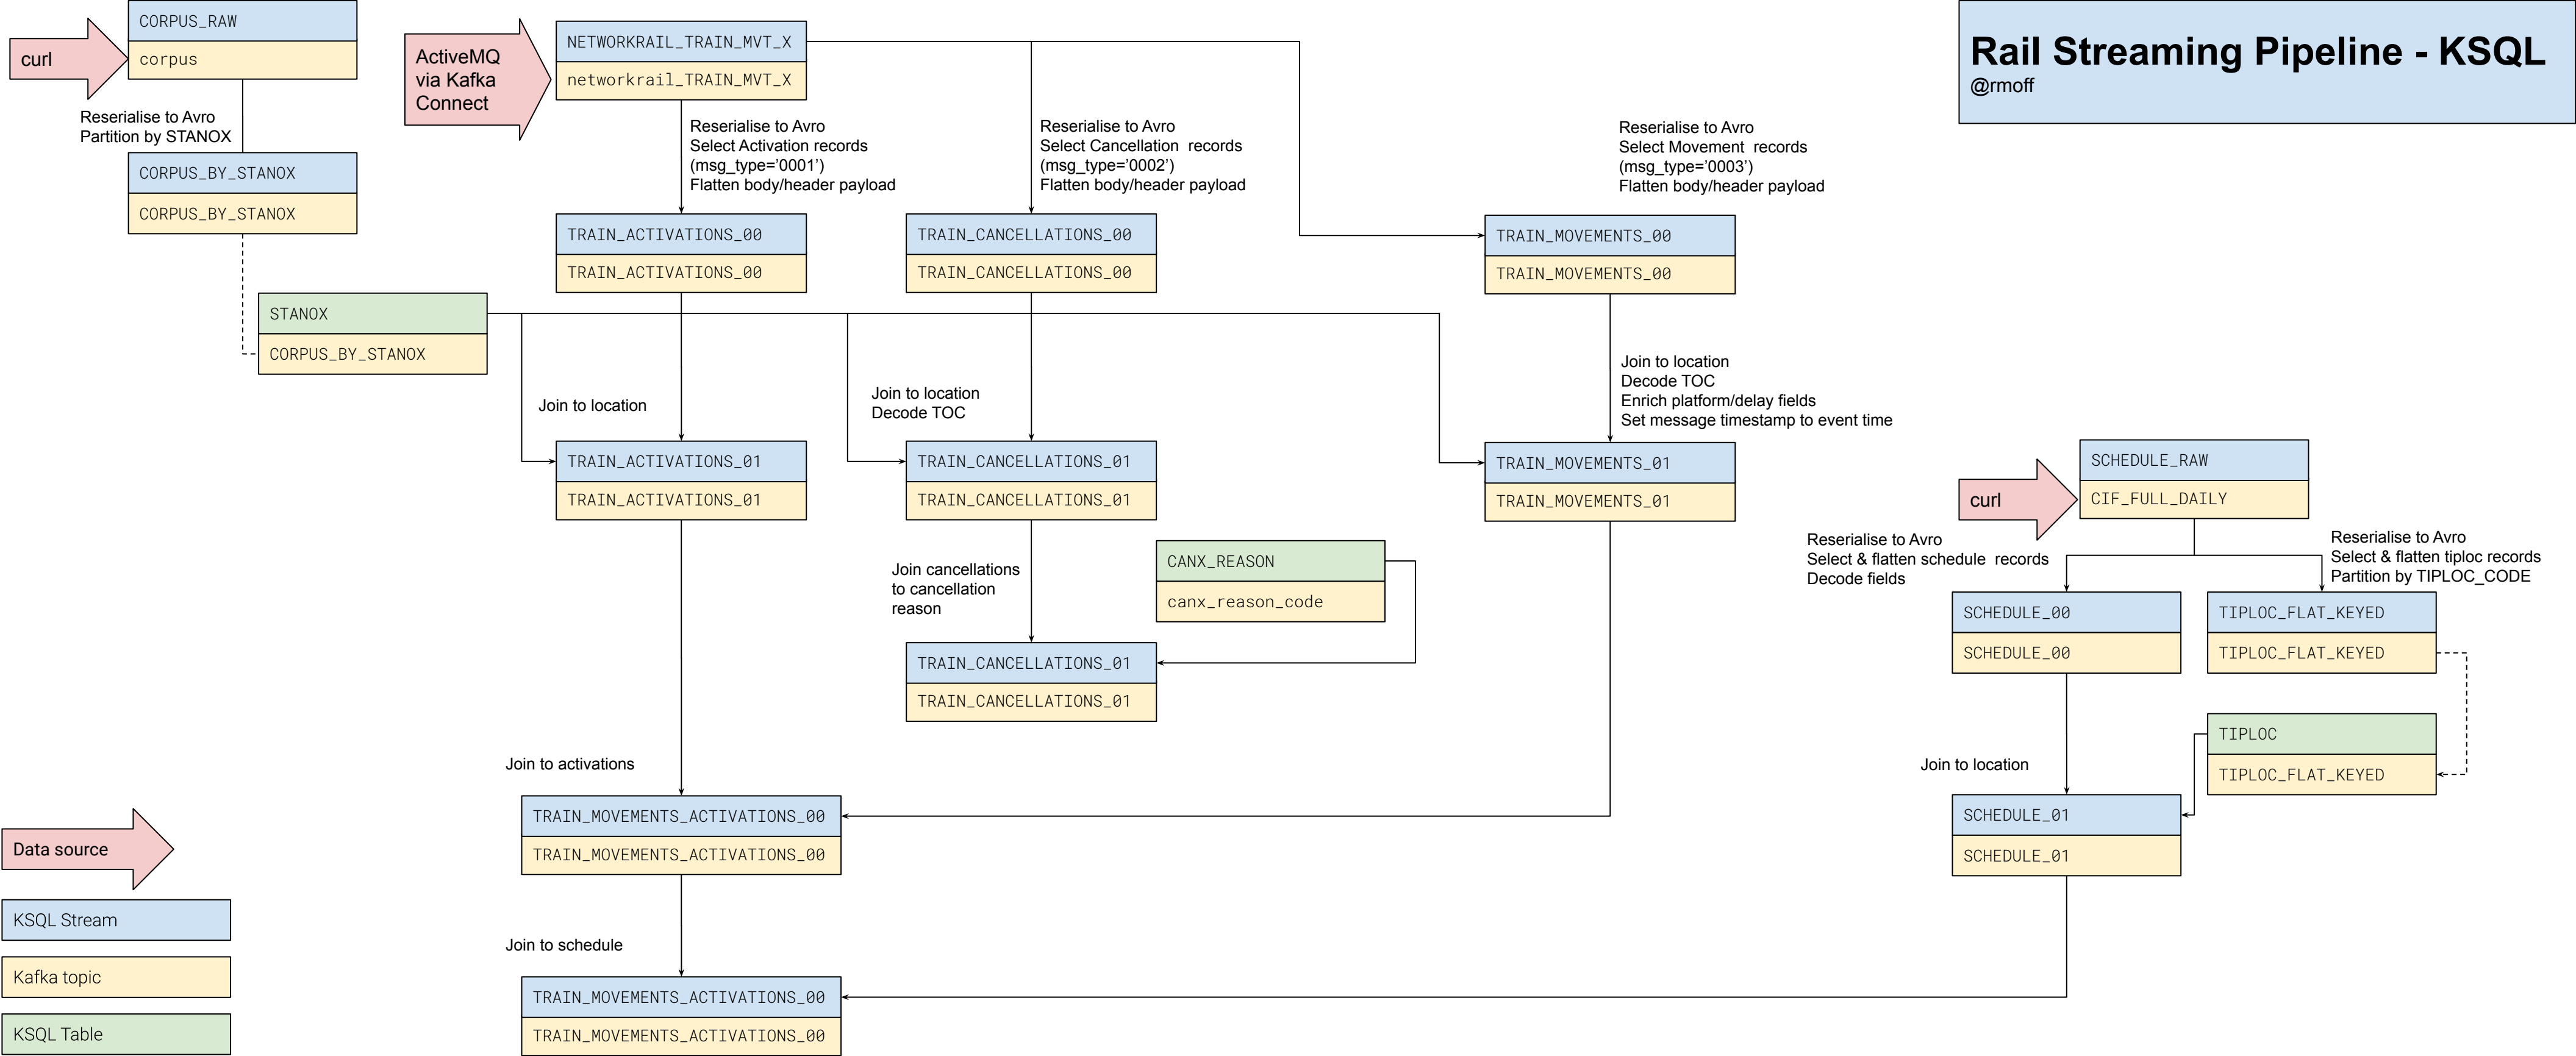 Rail Streaming Pipeline - KSQL
@rmoff
curl
CORPUS_RAW
corpus
Reserialise to Avro
Partition by STANOX
CORPUS_BY_STANOX
CORPUS_BY_STANOX
STANOX
CORPUS_BY_STANOX
ActiveMQ
via Kafka
Connect
NETWORKRAIL_TRAIN_MVT_X
networkrail_TRAIN_MVT_X
Reserialise to Avro
Select Activation records
(msg_type=’0001’)
Flatten body/header payload
Reserialise to Avro
Select Cancellation  records
(msg_type=’0002’)
Flatten body/header payload
Reserialise to Avro
Select Movement  records
(msg_type=’0003’)
Flatten body/header payload
TRAIN_ACTIVATIONS_00
TRAIN_ACTIVATIONS_00
TRAIN_CANCELLATIONS_00
TRAIN_CANCELLATIONS_00
TRAIN_MOVEMENTS_00
TRAIN_MOVEMENTS_00
Join to location
Join to location
Decode TOC
Join to location
Decode TOC
Enrich platform/delay fields
Set message timestamp to event time
TRAIN_ACTIVATIONS_01
TRAIN_ACTIVATIONS_01
TRAIN_CANCELLATIONS_01
TRAIN_CANCELLATIONS_01
TRAIN_MOVEMENTS_01
TRAIN_MOVEMENTS_01
Join cancellations
to cancellation
reason
CANX_REASON
canx_reason_code
TRAIN_CANCELLATIONS_01
TRAIN_CANCELLATIONS_01
curl
SCHEDULE_RAW
CIF_FULL_DAILY
Reserialise to Avro
Select & flatten schedule  records
Decode fields
Reserialise to Avro
Select & flatten tiploc records
Partition by TIPLOC_CODE
SCHEDULE_00
SCHEDULE_00
TIPLOC_FLAT_KEYED
TIPLOC_FLAT_KEYED
TIPLOC
TIPLOC_FLAT_KEYED
Join to location
SCHEDULE_01
SCHEDULE_01
Join to activations
TRAIN_MOVEMENTS_ACTIVATIONS_00
TRAIN_MOVEMENTS_ACTIVATIONS_00
Join to schedule
TRAIN_MOVEMENTS_ACTIVATIONS_00
TRAIN_MOVEMENTS_ACTIVATIONS_00
Data source
KSQL Stream
Kafka topic
KSQL Table